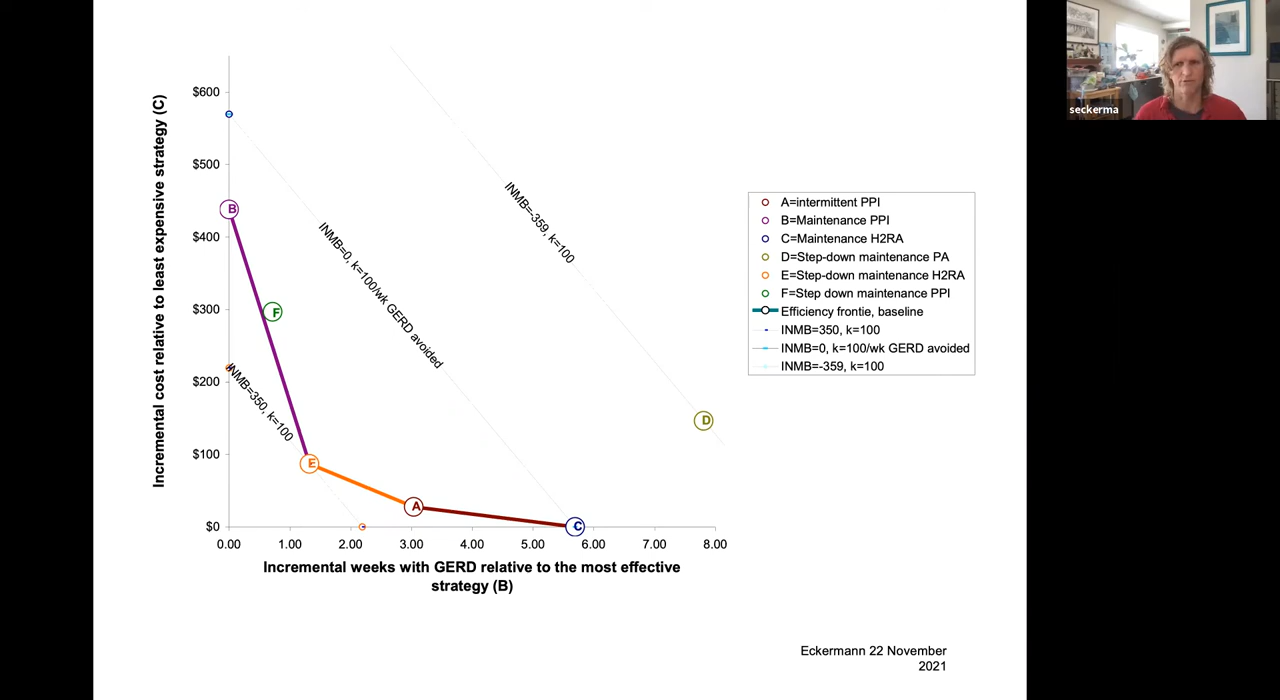 seckerma
Incremental cost relative to least expensive strategy (C)
$600
$500
$400
$300
$200
$100
$0
B
F
E
A
C
D
INMB=350, k=100
INMB=0, k=100/wk GERD avoided
INMB=-359, k=100
0.00 1.00 2.00 3.00 4.00 5.00 6.00 7.00 8.00
Incremental weeks with GERD relative to the most effective
strategy (B)
A=intermittent PPI
B=Maintenance PPI
C=Maintenance H2RA
D=Step-down maintenance PA
E=Step-down maintenance H2RA
F=Step down maintenance PPI
Efficiency frontie, baseline
INMB=350, k=100
INMB=0, k=100/wk GERD avoided
INMB=-359, k=100
Eckermann 22 November
2021